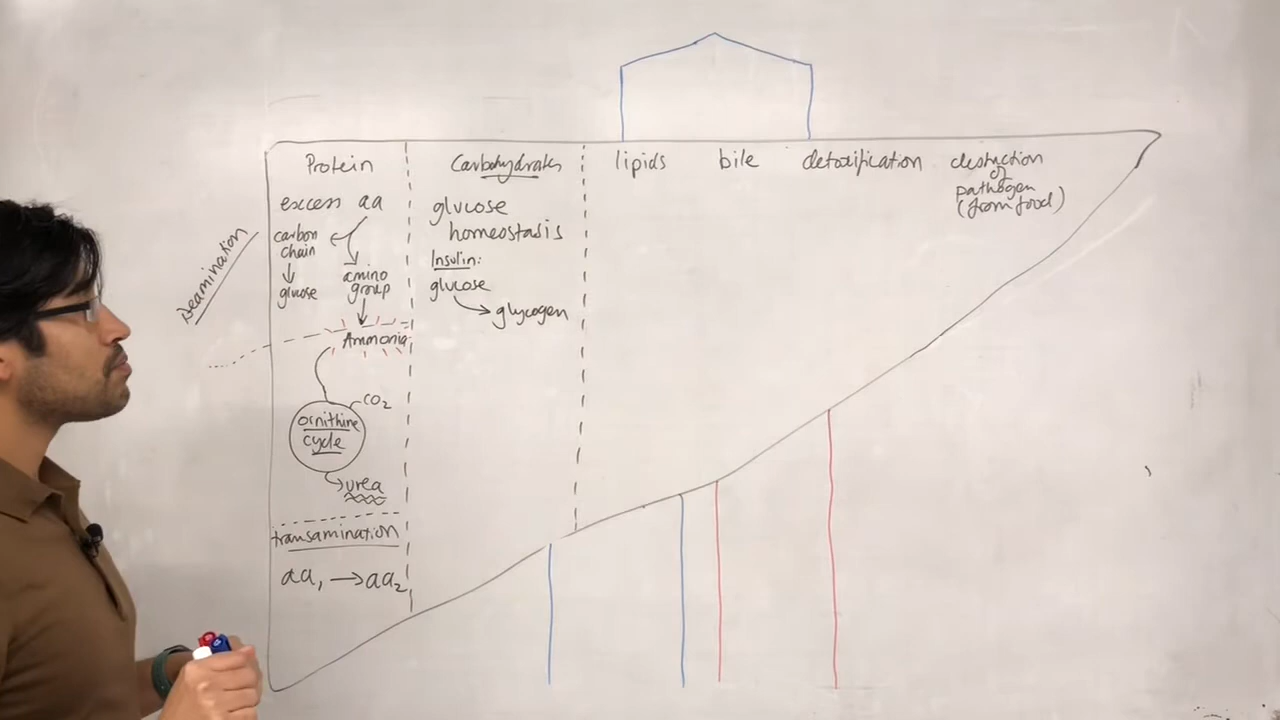 Protein
excess aa
carbon
chain
glucose
amino
group
Deamination
Ammonia
CO2
ornithine
cycle
urea
transamination
aa1 → aa2
Carbohydrates
glucose
homeostasis
Insulin:
glucose
glycogen
lipids
bile
detoxification
destruction
of
pathogen
(from food)